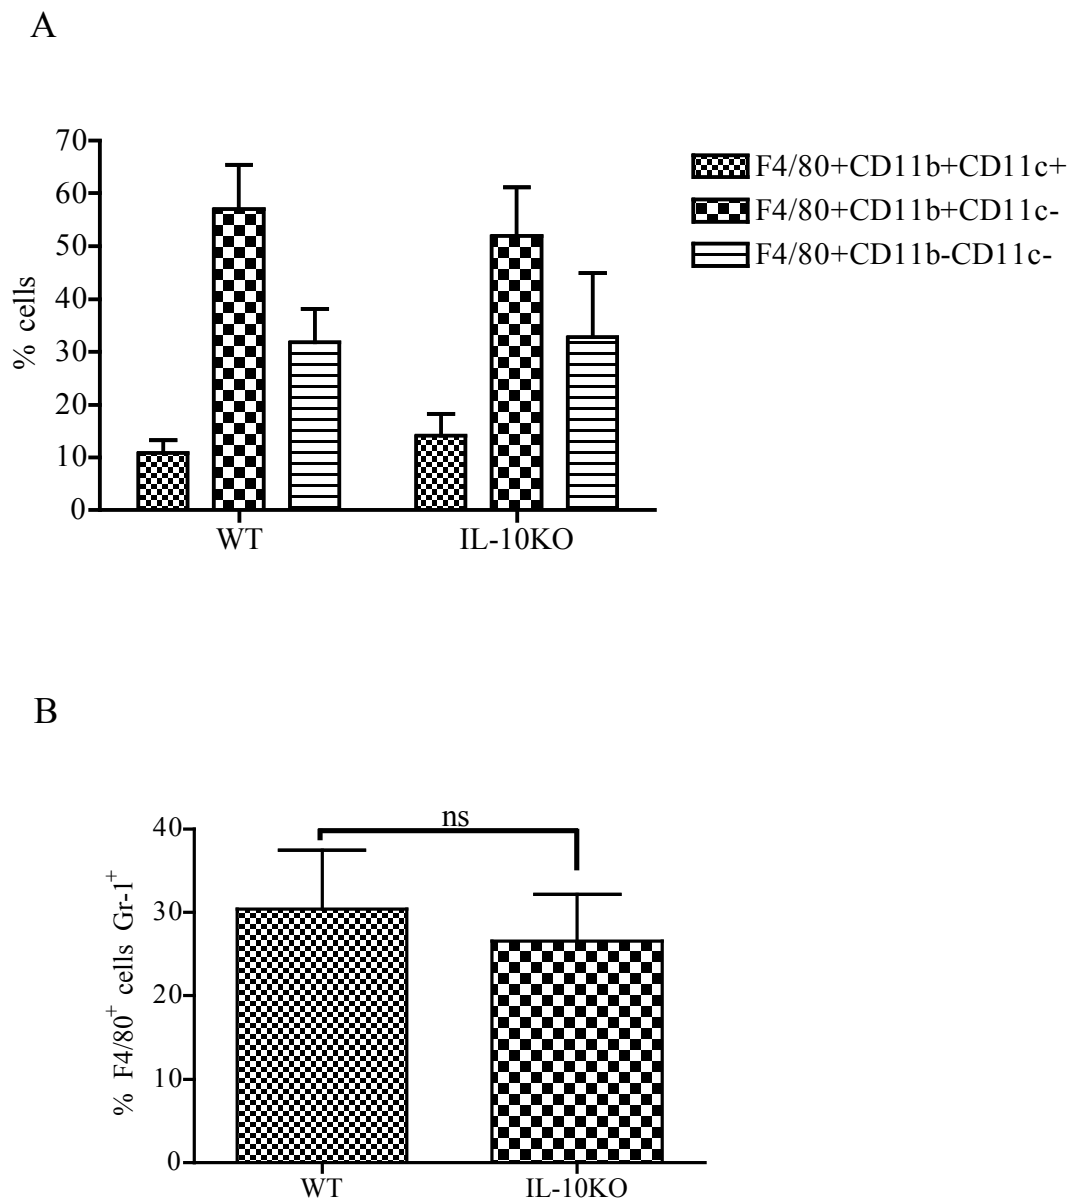 A
70
60
50
40
30
20
10
0
% cells
WT
IL-10KO
F4/80+CD11b+CD11c+
F4/80+CD11b+CD11c-
F4/80+CD11b-CD11c-
B
ns
40
30
20
10
0
% F4/80+ cells Gr-1+
WT
IL-10KO